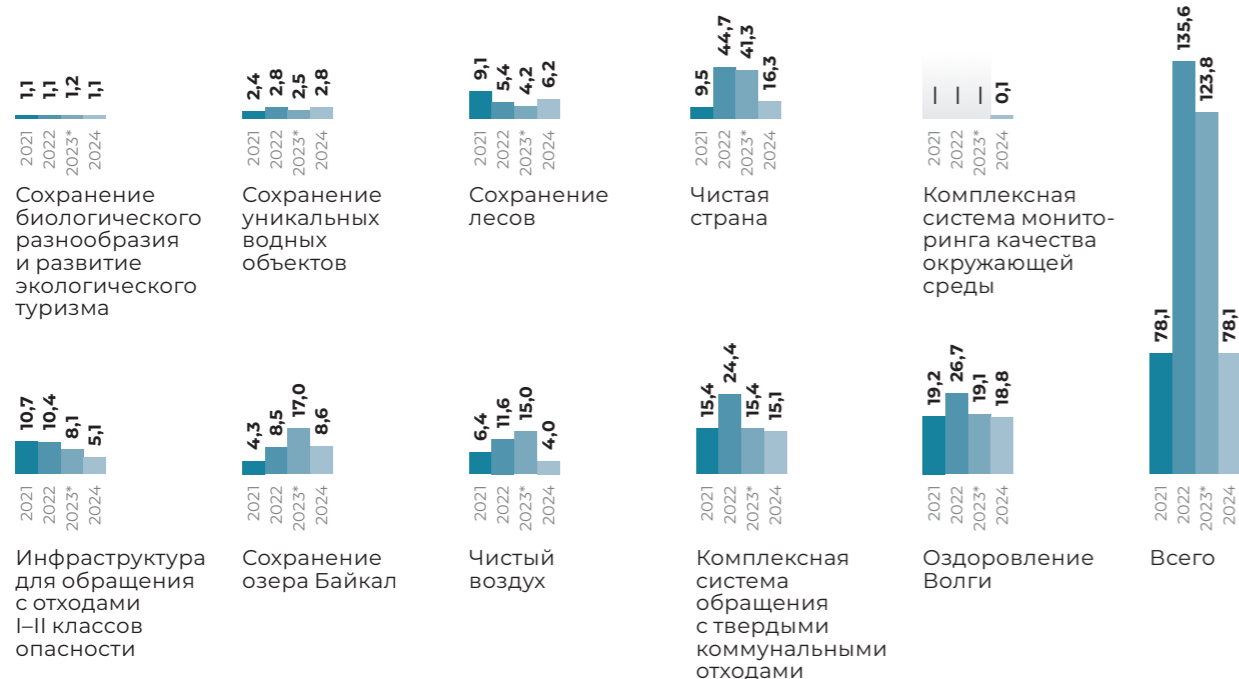 1,1 1,1 1,2 1,1
2021 2022 2023* 2024
Сохранение
биологического
разнообразия
и развитие
экологического
туризма
2,4 2,8 2,5 2,8
2021 2022 2023* 2024
Сохранение
уникальных
водных
объектов
9,1 5,4 4,2 6,2
2021 2022 2023* 2024
Сохранение
лесов
9,5 44,7 41,3 16,3
2021 2022 2023* 2024
Чистая
страна
– – – 0,1
2021 2022 2023* 2024
Комплексная
система монито-
ринга качества
окружающей
среды
10,7 10,4 8,1 5,1
2021 2022 2023* 2024
Инфраструктура
для обращения
с отходами
I–II классов
опасности
4,3 8,5 17,0 8,6
2021 2022 2023* 2024
Сохранение
озера Байкал
6,4 11,6 15,0 4,0
2021 2022 2023* 2024
Чистый
воздух
15,4 24,4 15,4 15,1
2021 2022 2023* 2024
Комплексная
система
обращения
с твердыми
коммунальными
отходами
19,2 26,7 19,1 18,8
2021 2022 2023* 2024
Оздоровление
Волги
78,1 135,6 123,8 78,1
2021 2022 2023* 2024
Всего